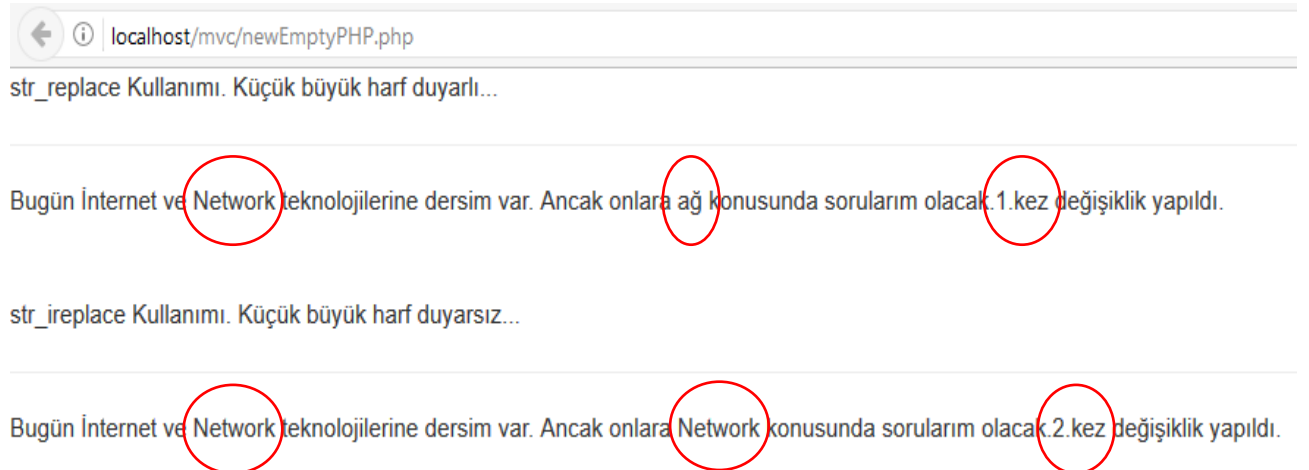 localhost/mvc/newEmptyPHP.php
str_replace Kullanımı. Küçük büyük harf duyarlı...
Bugün İnternet ve Network teknolojilerine dersim var. Ancak onlara ağ konusunda sorularım olacak.1.kez değişiklik yapıldı.
str_ireplace Kullanımı. Küçük büyük harf duyarsız...
Bugün İnternet ve Network teknolojilerine dersim var. Ancak onlara Network konusunda sorularım olacak.2.kez değişiklik yapıldı.